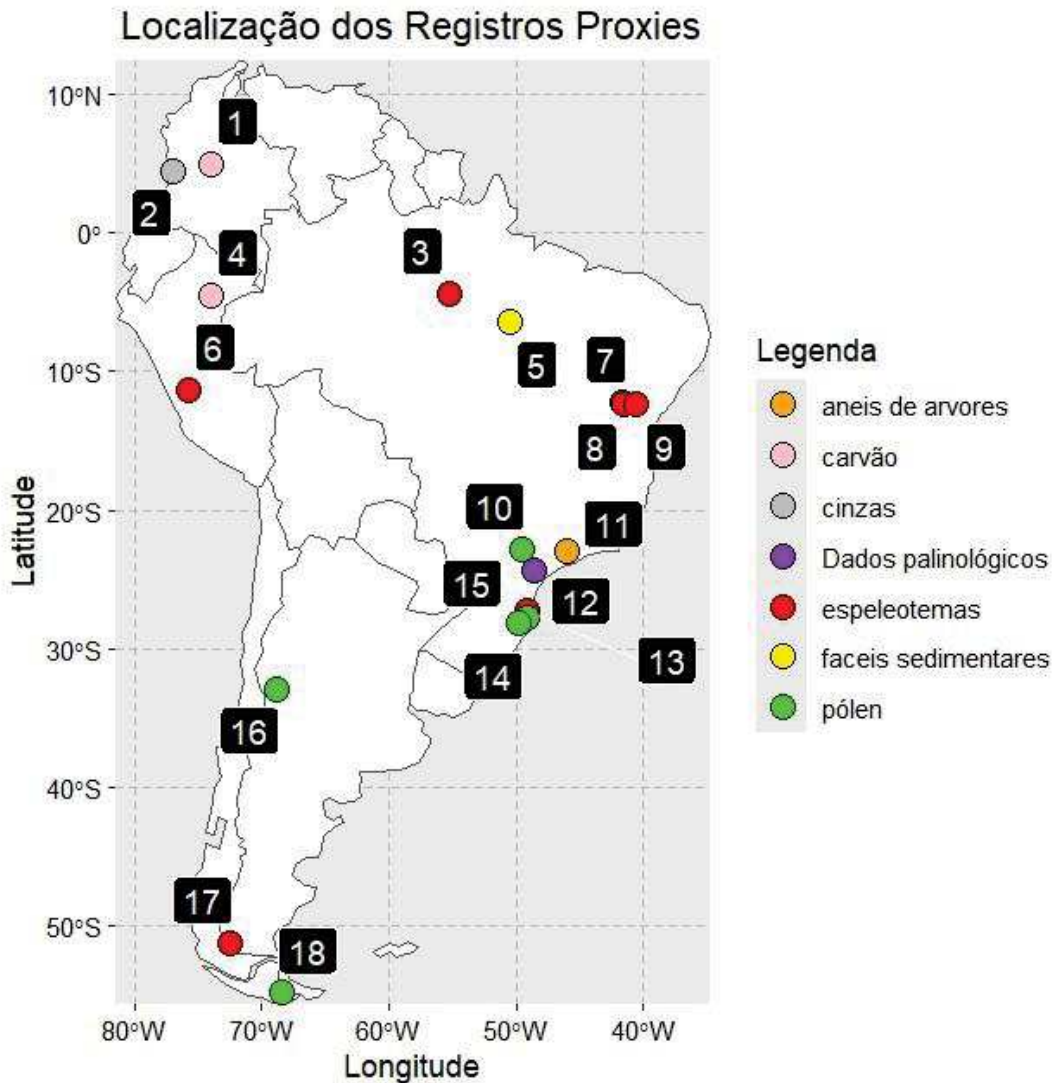 Localização dos Registros Proxies
10°N
1
2
0°
4
3
6
10°S
5
7
8
9
20°S
10
11
15
12
30°S
14
13
16
40°S
17
50°S
18
80°W
70°W
60°W
50°W
40°W
Longitude
Latitude
Legenda
aneis de arvores
carvão
cinzas
Dados palinológicos
espeleotemas
faceis sedimentares
pólen